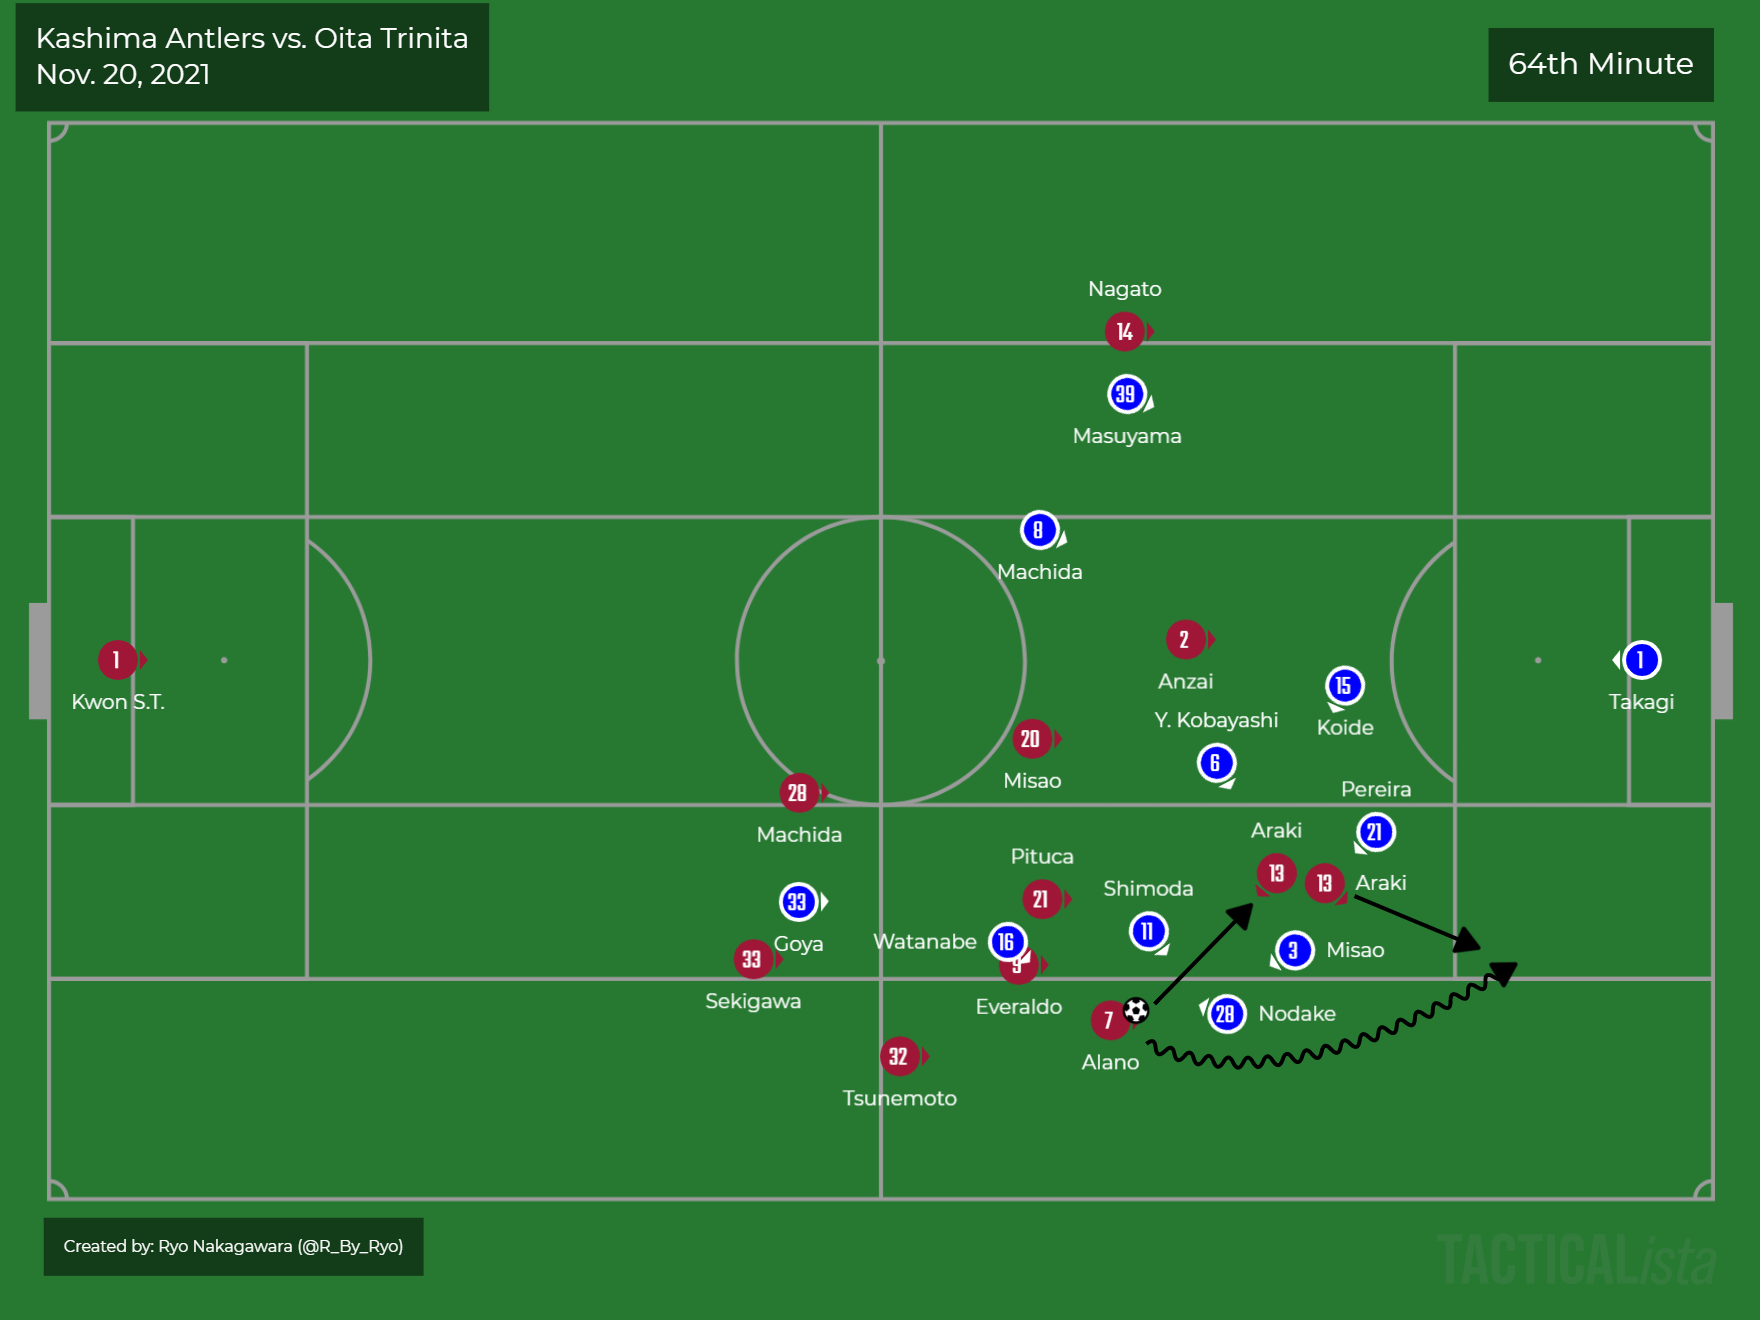 Kashima Antlers vs. Oita Trinita
Nov. 20, 2021
64th Minute
Nagato
14
39
Masuyama
8
Machida
2
Anzai
1
Kwon S.T.
1
Takagi
15
Koide
Y. Kobayashi
6
20
Misao
28
Machida
Pereira
21
Araki
13
13
Araki
Pituca
21
Shimoda
11
33
Goya
Watanabe
16
9
Everaldo
3
Misao
33
Sekigawa
7
Alano
28
Nodake
32
Tsunemoto
Created by: Ryo Nakagawara (@R_By_Ryo)
TACTICALista